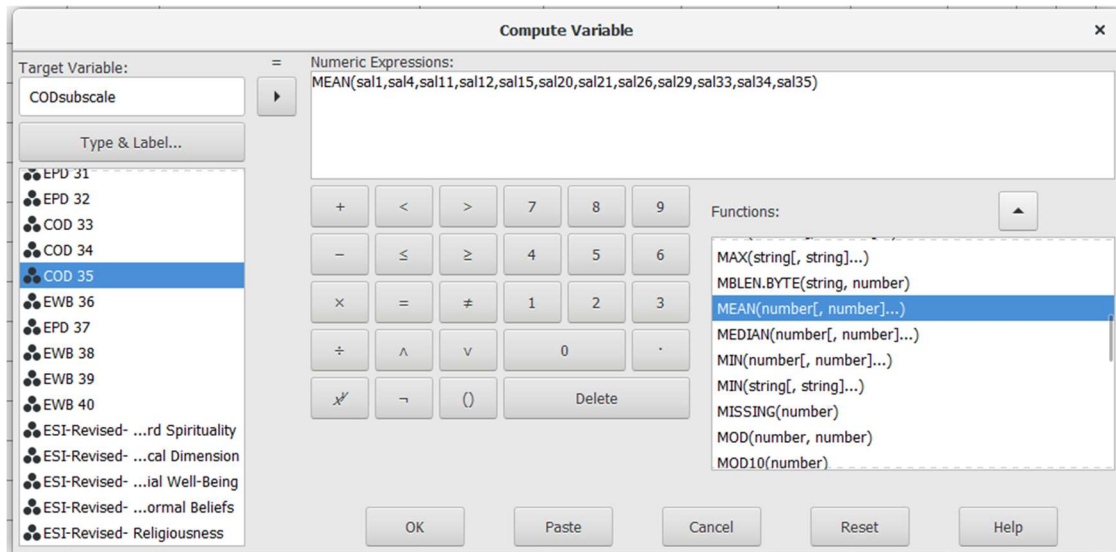 Compute Variable ×
Target Variable:
=
Numeric Expressions:
CODsubscale
MEAN(sal1,sal4,sal11,sal12,sal15,sal20,sal21,sal26,sal29,sal33,sal34,sal35)
Type & Label...
EPD 31
EPD 32
COD 33
COD 34
COD 35
EWB 36
EPD 37
EWB 38
EWB 39
EWB 40
ESI-Revised- ...rd Spirituality
ESI-Revised- ...cal Dimension
ESI-Revised- ...ial Well-Being
ESI-Revised- ...ormal Beliefs
ESI-Revised- Religiousness
+ < > 7 8 9
− ≤ ≥ 4 5 6
× = ≠ 1 2 3
÷ ∧ ∨ 0 ·
xʸ ¬ () Delete
Functions:
MAX(string[, string]...)
MBLEN.BYTE(string, number)
MEAN(number[, number]...)
MEDIAN(number[, number]...)
MIN(number[, number]...)
MIN(string[, string]...)
MISSING(number)
MOD(number, number)
MOD10(number)
OK Paste Cancel Reset Help